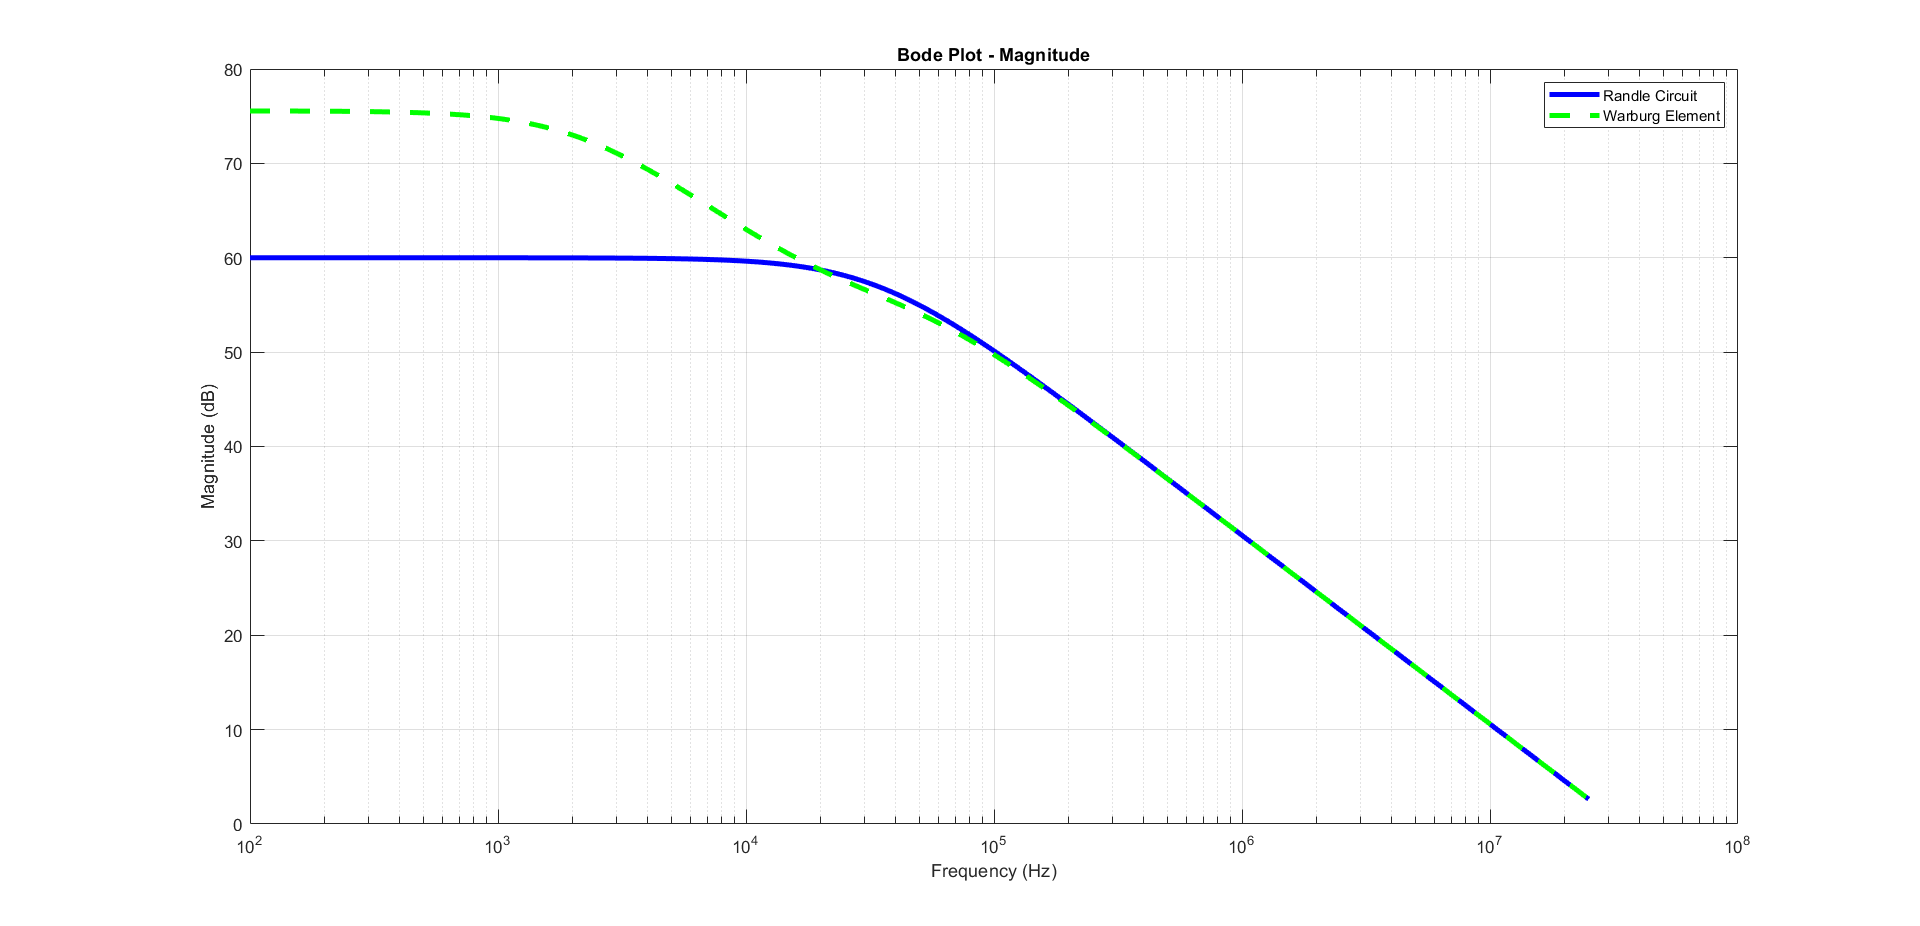 Bode Plot - Magnitude
80
70
60
50
40
30
20
10
0
Magnitude (dB)
Randle Circuit
Warburg Element
10² 10³ 10⁴ 10⁵ 10⁶ 10⁷ 10⁸
Frequency (Hz)